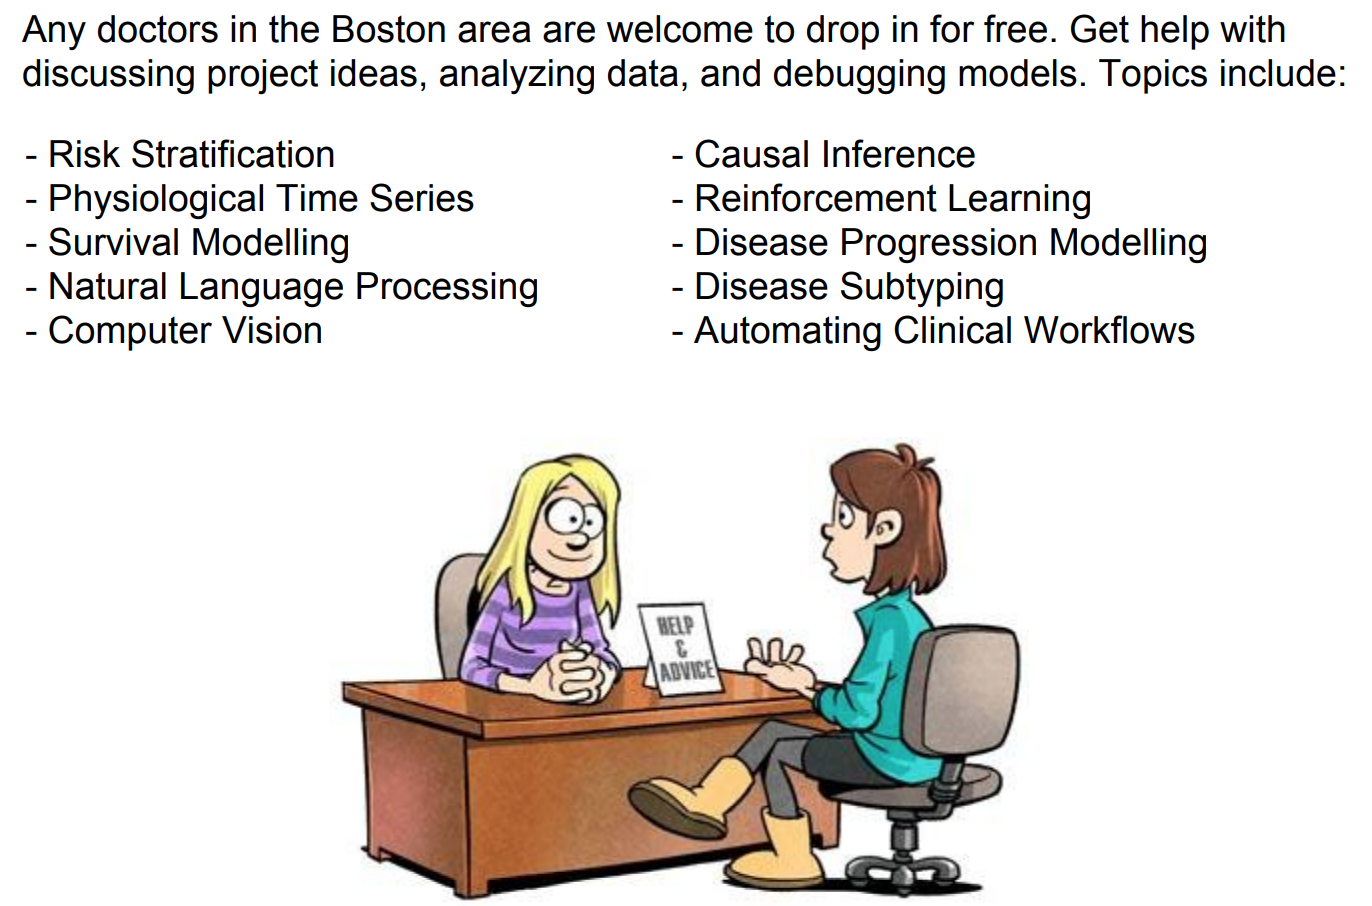 Any doctors in the Boston area are welcome to drop in for free. Get help with
discussing project ideas, analyzing data, and debugging models. Topics include:
- Risk Stratification
- Physiological Time Series
- Survival Modelling
- Natural Language Processing
- Computer Vision
- Causal Inference
- Reinforcement Learning
- Disease Progression Modelling
- Disease Subtyping
- Automating Clinical Workflows
HELP
&
ADVICE